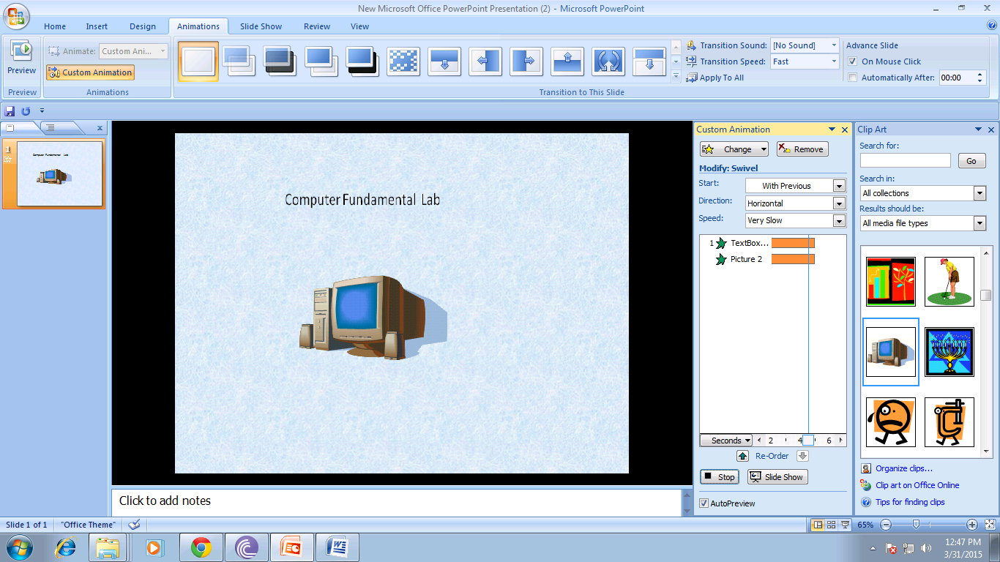 New Microsoft Office PowerPoint Presentation (2) - Microsoft PowerPoint
Home Insert Design Animations Slide Show Review View
Preview
Animate: Custom Ani...
Custom Animation
Transition Sound: [No Sound]
Transition Speed: Fast
Apply To All
Advance Slide
On Mouse Click
Automatically After: 00:00
Preview Animations Transition to This Slide
1
Computer Fundamental Lab
Computer Fundamental Lab
Click to add notes
Custom Animation
Change Remove
Modify: Swivel
Start: With Previous
Direction: Horizontal
Speed: Very Slow
1 TextBox...
Picture 2
Seconds 2 4 6
Re-Order
Stop Slide Show
AutoPreview
Clip Art
Search for:
Go
Search in:
All collections
Results should be:
All media file types
Organize clips...
Clip art on Office Online
Tips for finding clips
Slide 1 of 1 "Office Theme" 65%
12:47 PM
3/31/2015